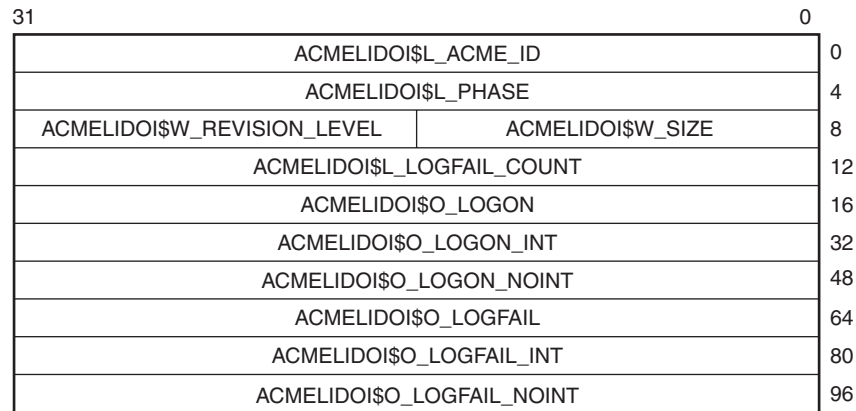 31 0
ACMELIDOI$L_ACME_ID 0
ACMELIDOI$L_PHASE 4
ACMELIDOI$W_REVISION_LEVEL ACMELIDOI$W_SIZE 8
ACMELIDOI$L_LOGFAIL_COUNT 12
ACMELIDOI$O_LOGON 16
ACMELIDOI$O_LOGON_INT 32
ACMELIDOI$O_LOGON_NOINT 48
ACMELIDOI$O_LOGFAIL 64
ACMELIDOI$O_LOGFAIL_INT 80
ACMELIDOI$O_LOGFAIL_NOINT 96